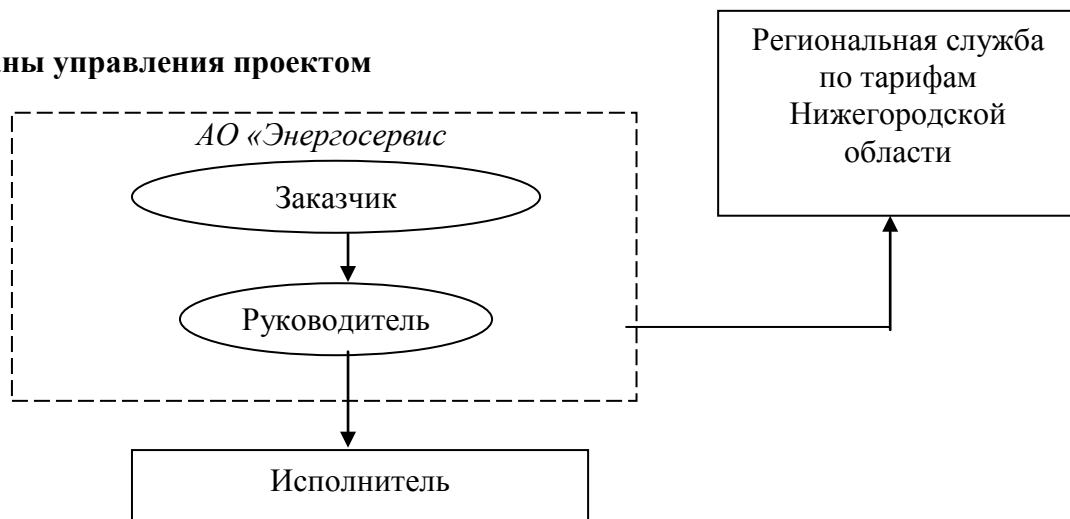 Региональная служба
по тарифам
Нижегородской
области
ны управления проектом
АО «Энергосервис
Заказчик
Руководитель
Исполнитель